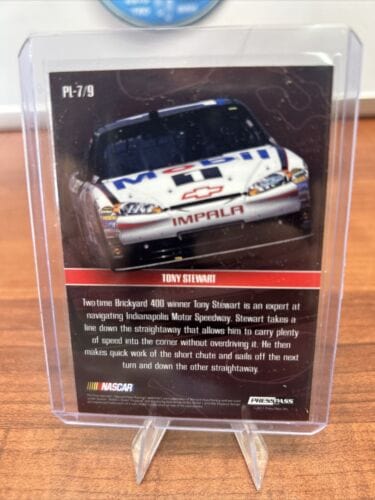 PL-7/9
Mobil
1
IMPALA
TONY STEWART
Two time Brickyard 400 winner Tony Stewart is an expert at
navigating Indianapolis Motor Speedway. Stewart takes a
line down the straightaway that allows him to carry plenty
of speed into the corner without overdriving it. He then
makes quick work of the short chute and sails off the next
turn and down the other straightaway.
NASCAR
PRESS PASS